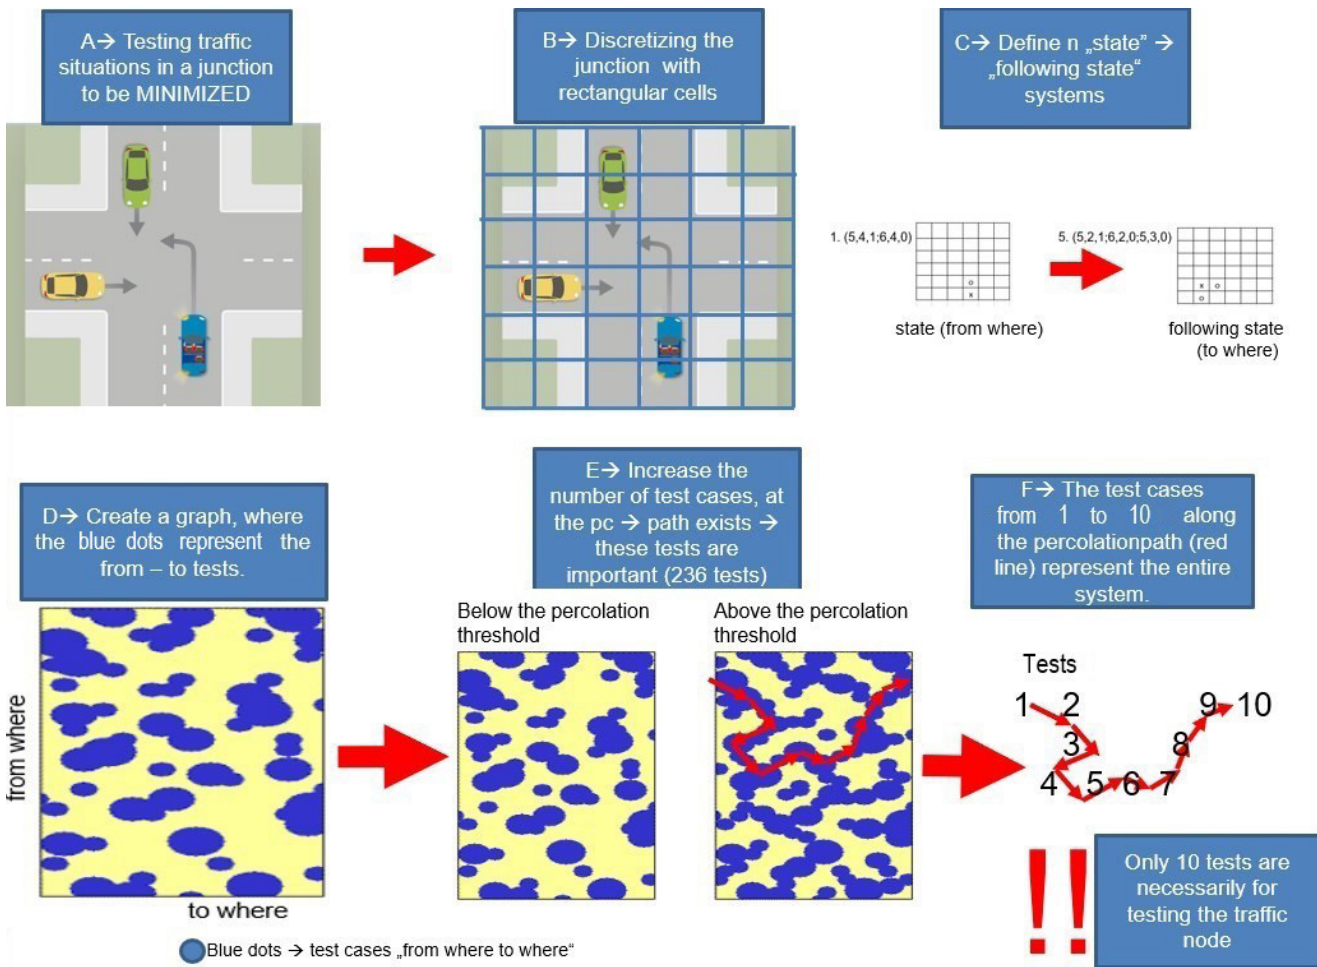 A→ Testing traffic
situations in a junction
to be MINIMIZED
B→ Discretizing the
junction with
rectangular cells
C→ Define n „state” →
„following state“
systems
1. (5,4,1;6,4,0)
o
x
state (from where)
5. (5,2,1;6,2,0;5,3,0)
x o
o
following state
(to where)
D→ Create a graph, where
the blue dots represent the
from – to tests.
from where
to where
Blue dots → test cases „from where to where“
E→ Increase the
number of test cases, at
the pc → path exists →
these tests are
important (236 tests)
Below the percolation
threshold
Above the percolation
threshold
F→ The test cases
from 1 to 10 along
the percolationpath (red
line) represent the entire
system.
Tests
1 2
3
4 5 6 7
8
9 10
!!
Only 10 tests are
necessarily for
testing the traffic
node